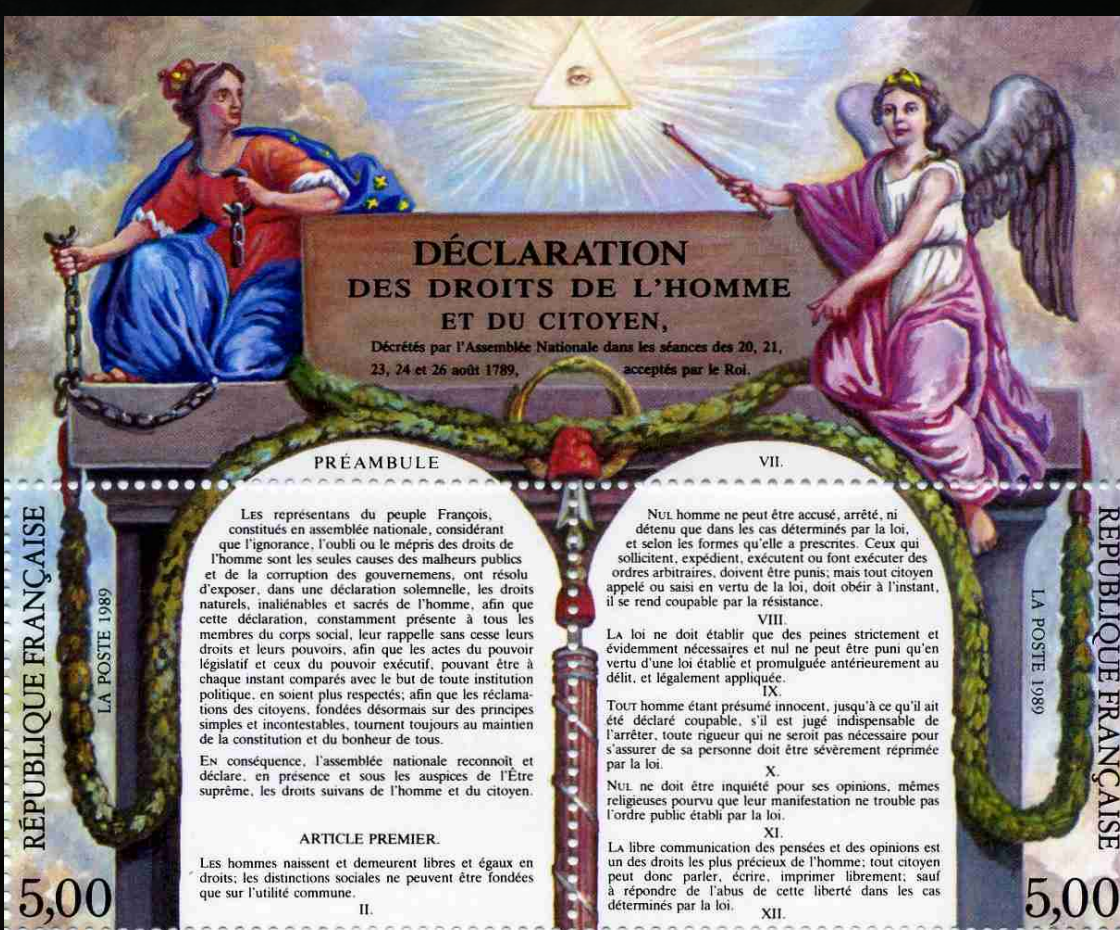 DÉCLARATION
DES DROITS DE L'HOMME
ET DU CITOYEN,
Décrétés par l'Assemblée Nationale dans les séances des 20, 21,
23, 24 et 26 août 1789, acceptés par le Roi.
PRÉAMBULE
LES représentans du peuple François,
constitués en assemblée nationale, considérant
que l'ignorance, l'oubli ou le mépris des droits de
l'homme sont les seules causes des malheurs publics
et de la corruption des gouvernemens, ont résolu
d'exposer, dans une déclaration solemnelle, les droits
naturels, inaliénables et sacrés de l'homme, afin que
cette déclaration, constamment présente à tous les
membres du corps social, leur rappelle sans cesse leurs
droits et leurs pouvoirs, afin que les actes du pouvoir
législatif et ceux du pouvoir exécutif, pouvant être à
chaque instant comparés avec le but de toute institution
politique, en soient plus respectés; afin que les réclama-
tions des citoyens, fondées désormais sur des principes
simples et incontestables, tournent toujours au maintien
de la constitution et du bonheur de tous.
EN conséquence, l'assemblée nationale reconnoît et
déclare, en présence et sous les auspices de l'Être
suprême, les droits suivans de l'homme et du citoyen.
ARTICLE PREMIER.
LES hommes naissent et demeurent libres et égaux en
droits; les distinctions sociales ne peuvent être fondées
que sur l'utilité commune.
II.
VII.
NUL homme ne peut être accusé, arrêté, ni
détenu que dans les cas déterminés par la loi,
et selon les formes qu'elle a prescrites. Ceux qui
sollicitent, expédient, exécutent ou font exécuter des
ordres arbitraires, doivent être punis; mais tout citoyen
appelé ou saisi en vertu de la loi, doit obéir à l'instant,
il se rend coupable par la résistance.
VIII.
LA loi ne doit établir que des peines strictement et
évidemment nécessaires et nul ne peut être puni qu'en
vertu d'une loi établie et promulguée antérieurement au
délit, et légalement appliquée.
IX.
TOUT homme étant présumé innocent, jusqu'à ce qu'il ait
été déclaré coupable, s'il est jugé indispensable de
l'arrêter, toute rigueur qui ne seroit pas nécessaire pour
s'assurer de sa personne doit être sévèrement réprimée
par la loi.
X.
NUL ne doit être inquiété pour ses opinions, mêmes
religieuses pourvu que leur manifestation ne trouble pas
l'ordre public établi par la loi.
XI.
LA libre communication des pensées et des opinions est
un des droits les plus précieux de l'homme; tout citoyen
peut donc parler, écrire, imprimer librement; sauf
à répondre de l'abus de cette liberté dans les cas
déterminés par la loi.
XII.
RÉPUBLIQUE FRANÇAISE
LA POSTE 1989
5,00
RÉPUBLIQUE FRANÇAISE
LA POSTE 1989
5,00